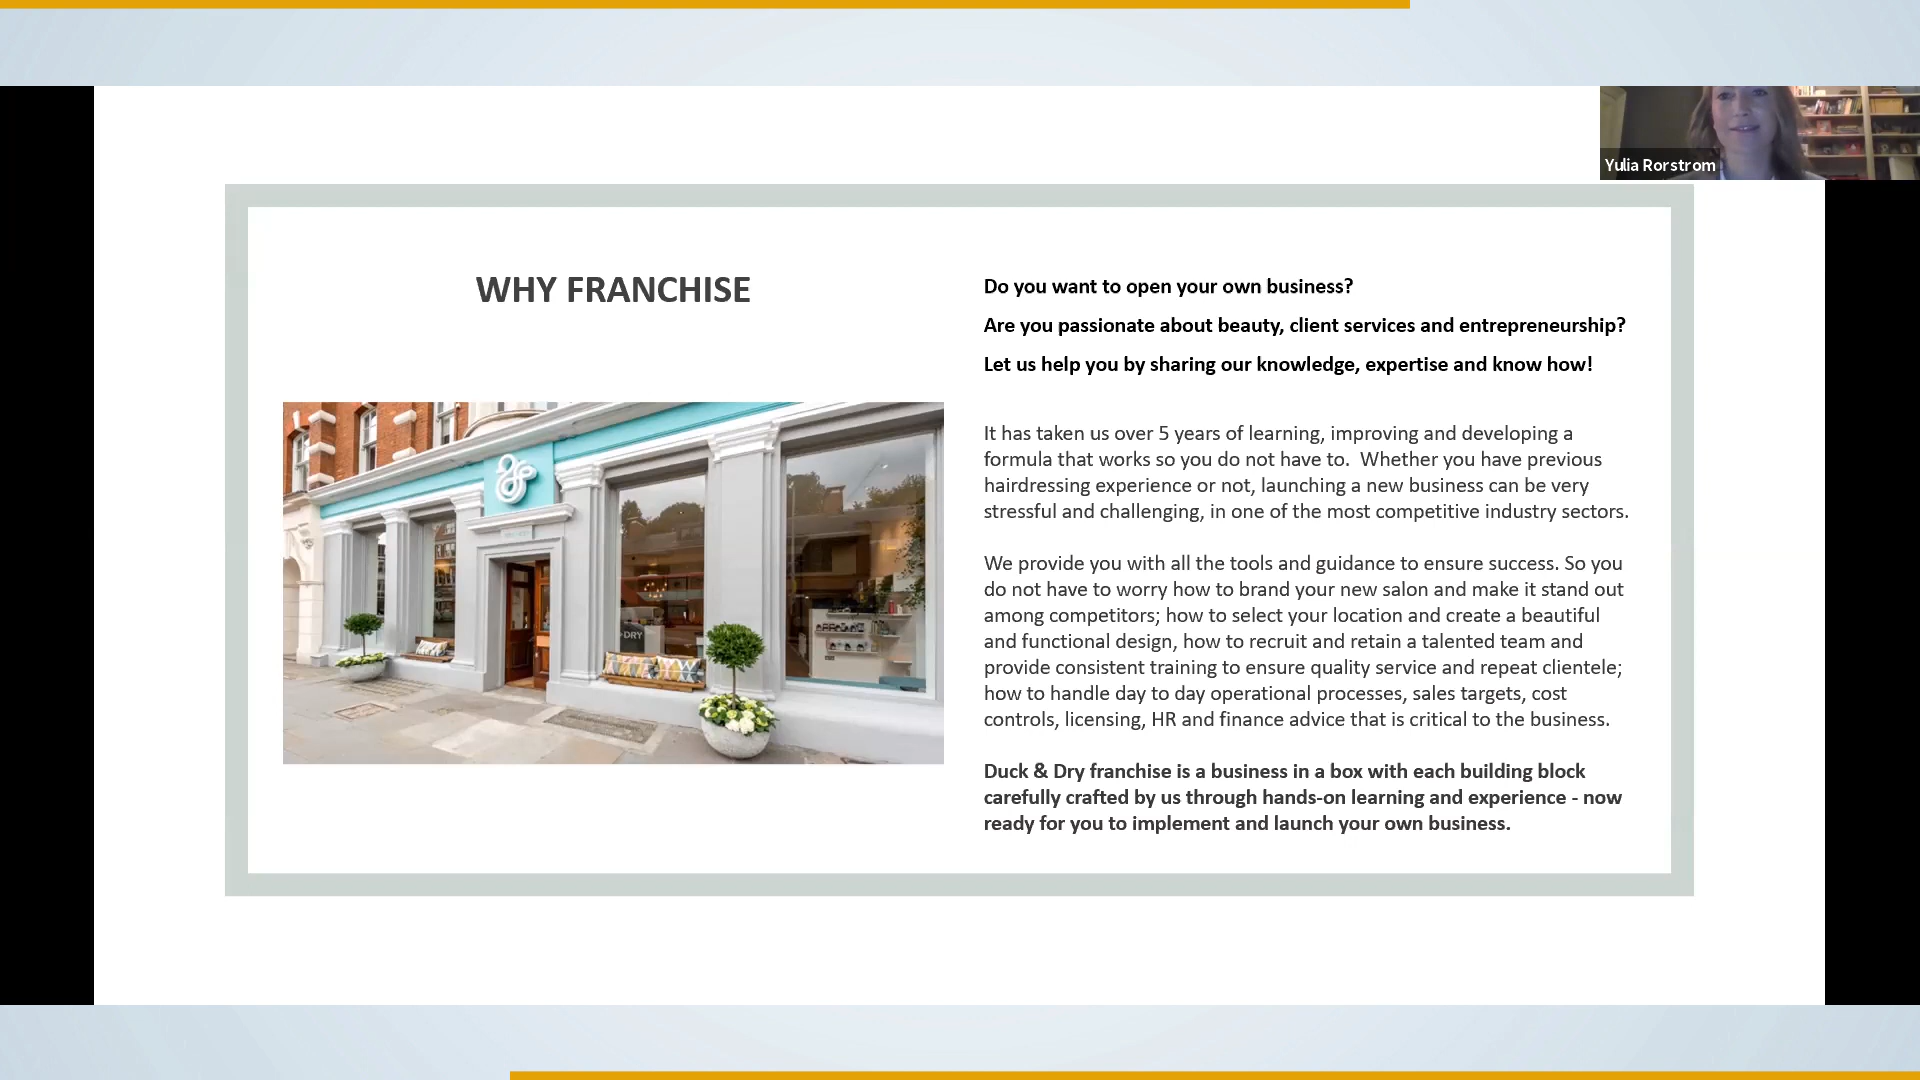 Yulia Rorstrom
WHY FRANCHISE
Do you want to open your own business?
Are you passionate about beauty, client services and entrepreneurship?
Let us help you by sharing our knowledge, expertise and know how!
It has taken us over 5 years of learning, improving and developing a
formula that works so you do not have to.  Whether you have previous
hairdressing experience or not, launching a new business can be very
stressful and challenging, in one of the most competitive industry sectors.
We provide you with all the tools and guidance to ensure success. So you
do not have to worry how to brand your new salon and make it stand out
among competitors; how to select your location and create a beautiful
and functional design, how to recruit and retain a talented team and
provide consistent training to ensure quality service and repeat clientele;
how to handle day to day operational processes, sales targets, cost
controls, licensing, HR and finance advice that is critical to the business.
Duck & Dry franchise is a business in a box with each building block
carefully crafted by us through hands-on learning and experience - now
ready for you to implement and launch your own business.
&
DRY